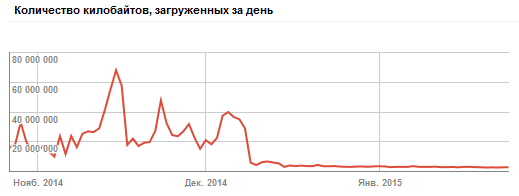 Количество килобайтов, загруженных за день
80 000 000
60 000 000
40 000 000
20 000 000
Нояб. 2014 Дек. 2014 Янв. 2015